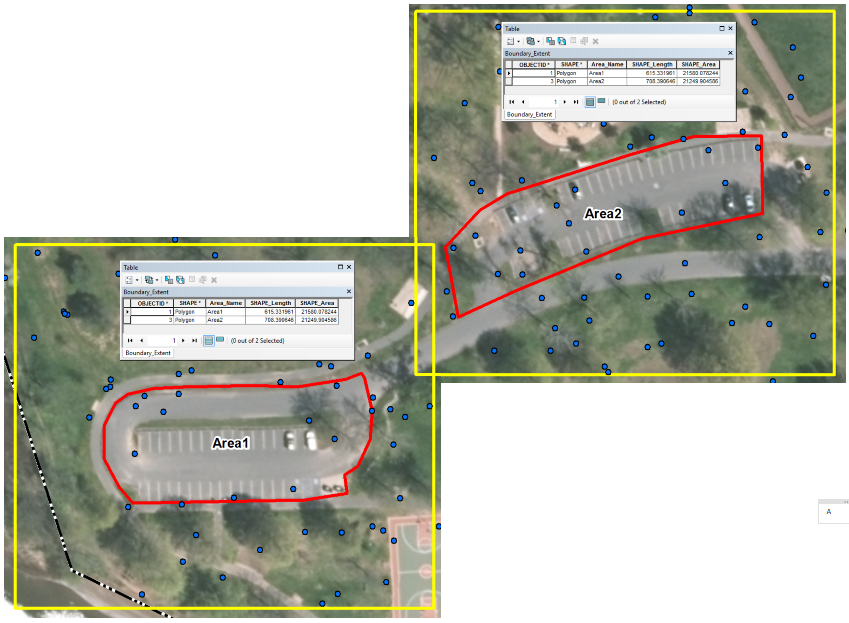 Table
Boundary_Extent
OBJECTID * SHAPE * Area_Name SHAPE_Length SHAPE_Area
1 Polygon Area1 615.331961 21580.078244
3 Polygon Area2 708.390646 21249.904586
1 (0 out of 2 Selected)
Boundary_Extent
Area2
Table
Boundary_Extent
OBJECTID * SHAPE * Area_Name SHAPE_Length SHAPE_Area
1 Polygon Area1 615.331961 21580.078244
3 Polygon Area2 708.390646 21249.904586
1 (0 out of 2 Selected)
Boundary_Extent
Area1
A